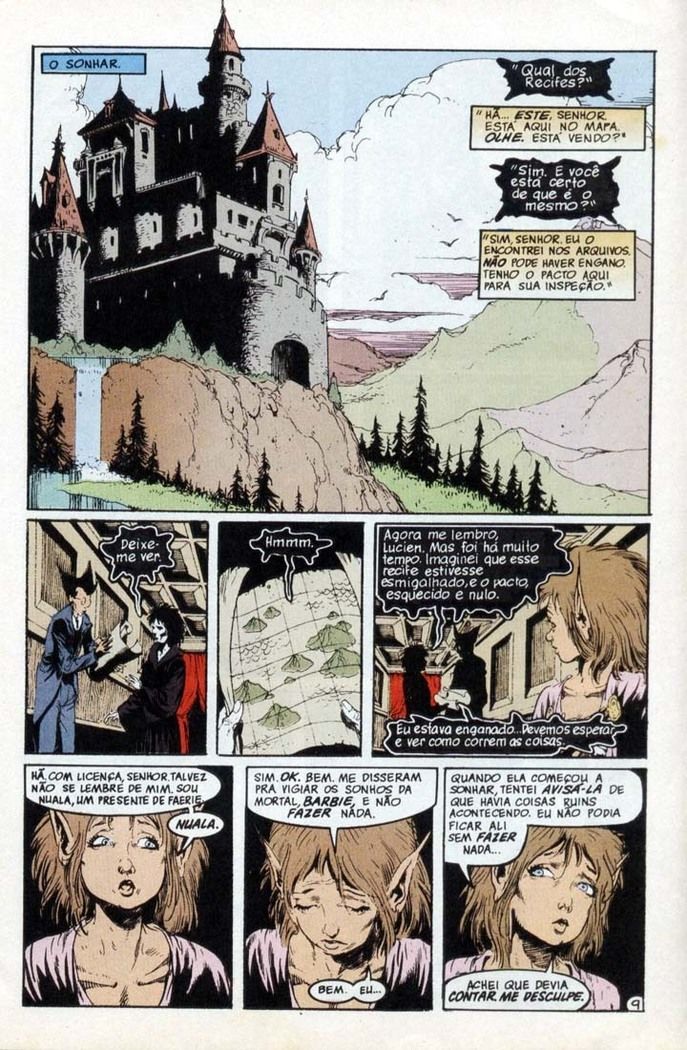 O SONHAR.
"Qual dos
Recifes?"
"HÃ... ESTE, SENHOR.
ESTÁ AQUI NO MAPA.
OLHE. ESTÁ VENDO?"
"Sim. E você
está certo
de que é o
mesmo?"
"SIM, SENHOR. EU O
ENCONTREI NOS ARQUIVOS.
NÃO PODE HAVER ENGANO.
TENHO O PACTO AQUI
PARA SUA INSPEÇÃO."
Deixe-
me ver.
Hmmm.
Agora me lembro,
Lucien. Mas foi há muito
tempo. Imaginei que esse
recife estivesse
esmigalhado, e o pacto,
esquecido e nulo.
Eu estava enganado... Devemos esperar
e ver como correm as coisas.
HÃ. COM LICENÇA, SENHOR. TALVEZ
NÃO SE LEMBRE DE MIM. SOU
NUALA, UM PRESENTE DE FAERIE.
NUALA.
SIM. OK. BEM. ME DISSERAM
PRA VIGIAR OS SONHOS DA
MORTAL, BARBIE, E NÃO
FAZER NADA.
BEM. EU...
QUANDO ELA COMEÇOU A
SONHAR, TENTEI AVISÁ-LA DE
QUE HAVIA COISAS RUINS
ACONTECENDO. EU NÃO PODIA
FICAR ALI
SEM FAZER
NADA...
ACHEI QUE DEVIA
CONTAR. ME DESCULPE.
9